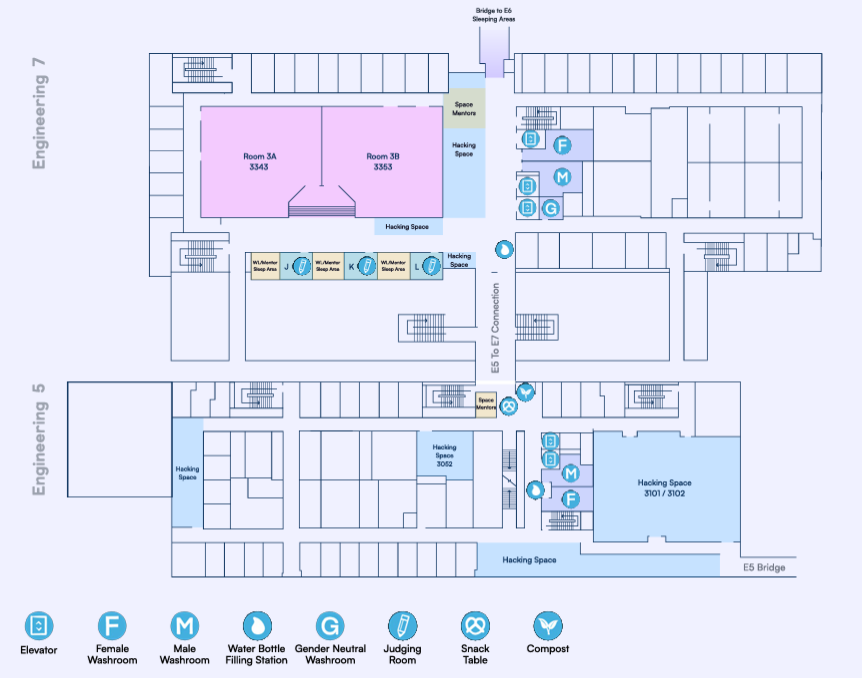 Bridge to E6
Sleeping Areas
Engineering 7
Space
Mentors
Hacking
Space
Room 3A
3343
Room 3B
3353
F
M
G
Hacking Space
WL/Mentor
Sleep Area
J
WL/Mentor
Sleep Area
K
WL/Mentor
Sleep Area
L
Hacking
Space
E5 To E7 Connection
Engineering 5
Space
Mentors
Hacking
Space
Hacking
Space
3052
M
F
Hacking Space
3101 / 3102
Hacking Space
E5 Bridge
F
M
G
Elevator
Female
Washroom
Male
Washroom
Water Bottle
Filling Station
Gender Neutral
Washroom
Judging
Room
Snack
Table
Compost